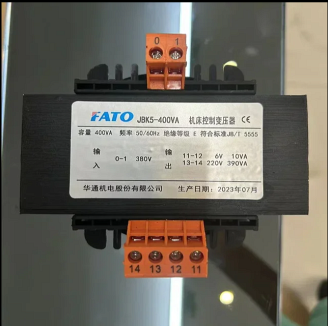 0 1
FATO JBK5-400VA 机床控制变压器
容量 400VA 频率 50/60Hz 绝缘等级 E 符合标准JB/T 5555
输入 0-1 380V 输出 11-12 6V 10VA
13-14 220V 390VA
华通机电股份有限公司 生产日期：2023年07月
14 13 12 11